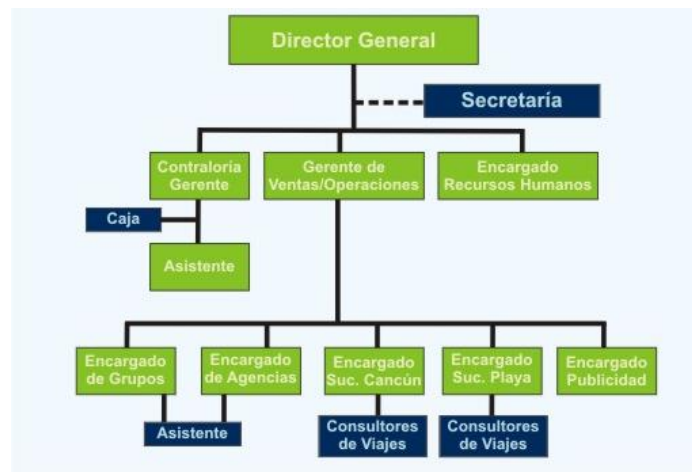 Director General
Secretaría
Contraloría
Gerente
Gerente de
Ventas/Operaciones
Encargado
Recursos Humanos
Caja
Asistente
Encargado
de Grupos
Encargado
de Agencias
Encargado
Suc. Cancún
Encargado
Suc. Playa
Encargado
Publicidad
Asistente
Consultores
de Viajes
Consultores
de Viajes